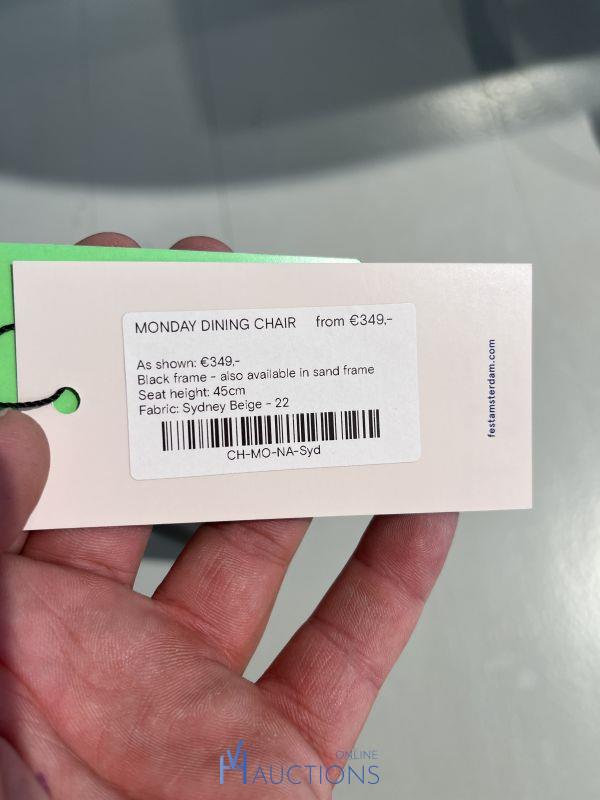 MONDAY DINING CHAIR from €349,-
As shown: €349,-
Black frame - also available in sand frame
Seat height: 45cm
Fabric: Sydney Beige - 22
CH-MO-NA-Syd
festamsterdam.com
ONLINE
AUCTIONS